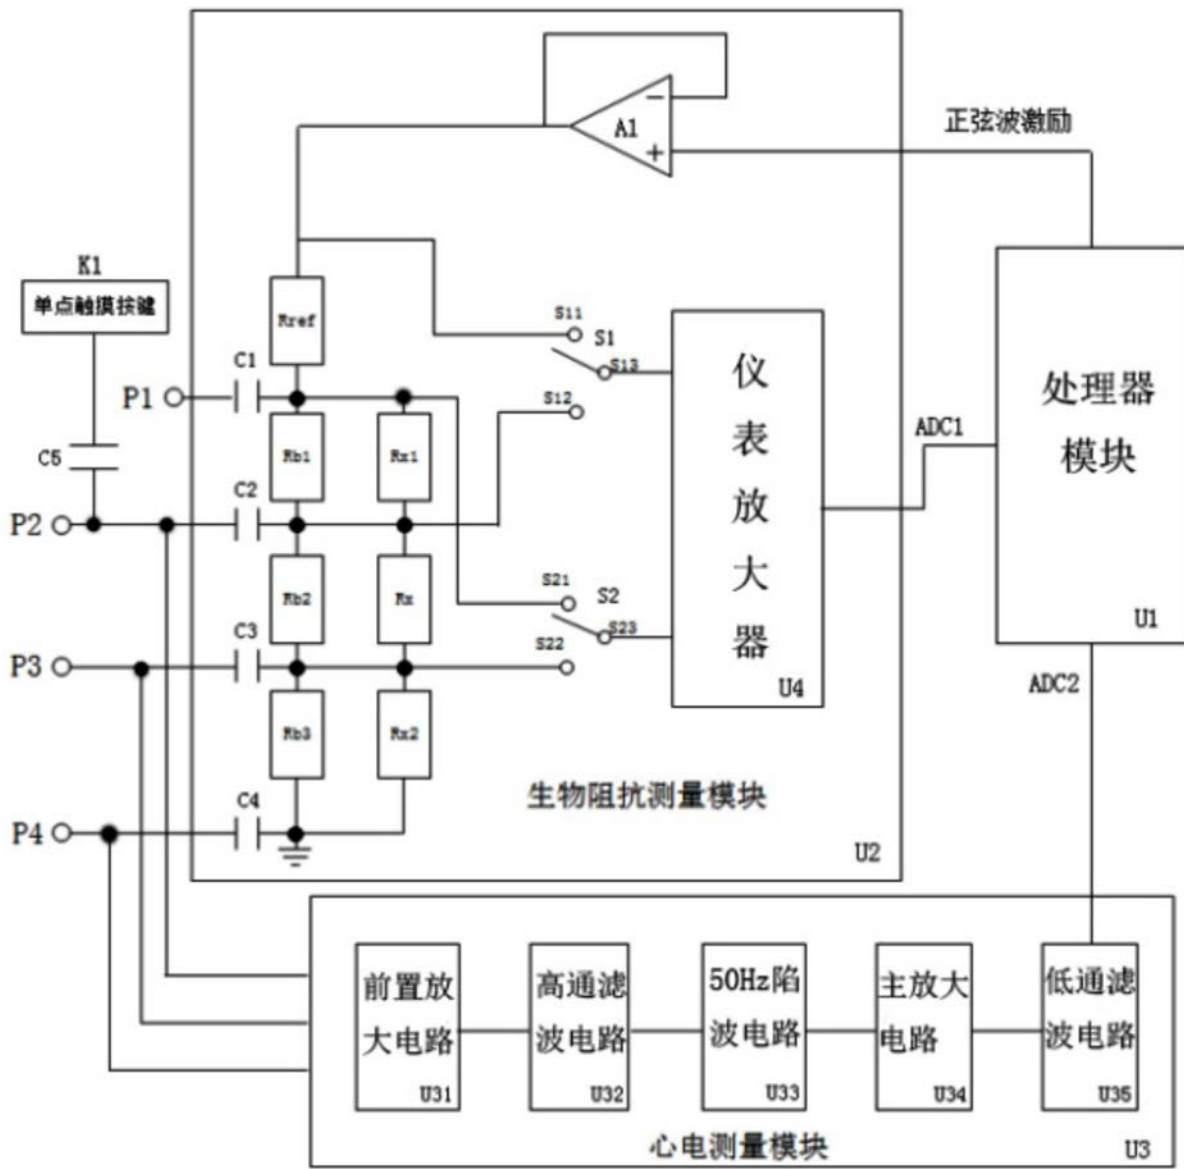 A1
−
+
正弦波激励
K1
单点触摸按键
Rref
S11
S1
S13
S12
C1
P1
C5
Rb1
Rx1
C2
P2
仪表放大器
U4
ADC1
处理器
模块
U1
Rb2
Rx
S21
S2
S23
S22
C3
P3
ADC2
Rb3
Rx2
生物阻抗测量模块
C4
P4
U2
前置放
大电路
U31
高通滤
波电路
U32
50Hz陷
波电路
U33
主放大
电路
U34
低通滤
波电路
U35
心电测量模块
U3